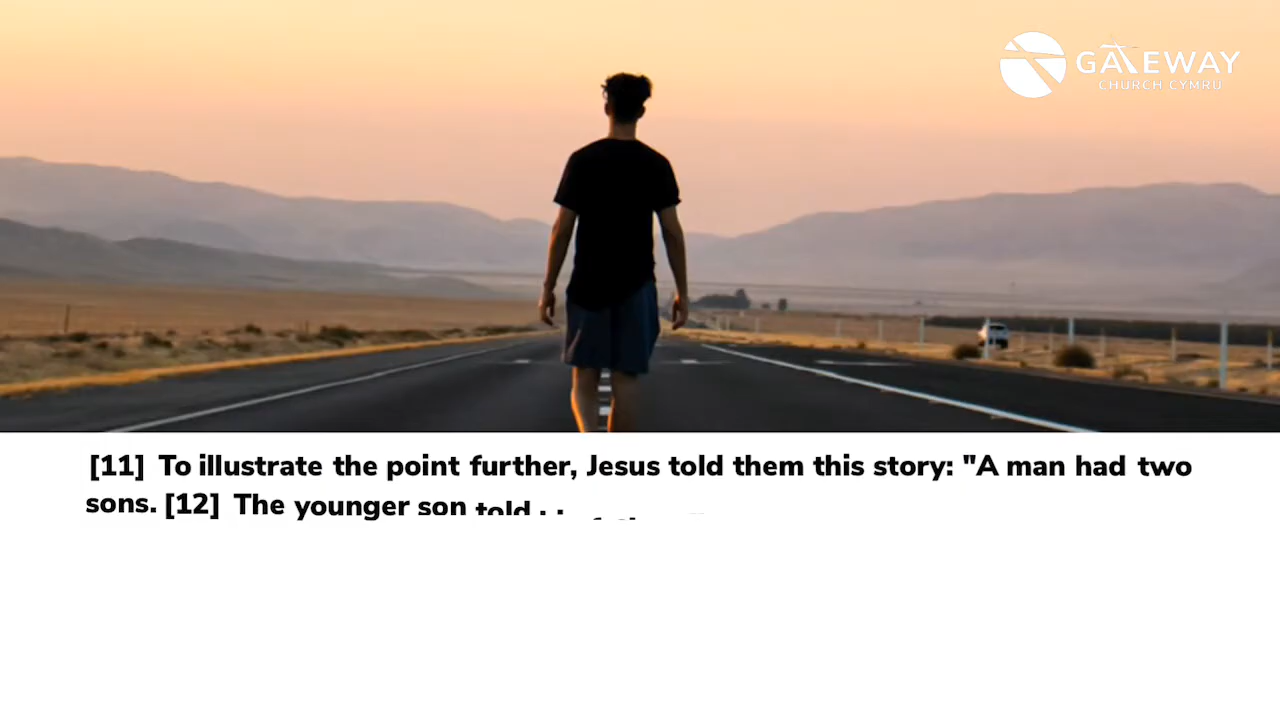 GATEWAY
CHURCH CYMRU
[11] To illustrate the point further, Jesus told them this story: "A man had two
sons. [12] The younger son told